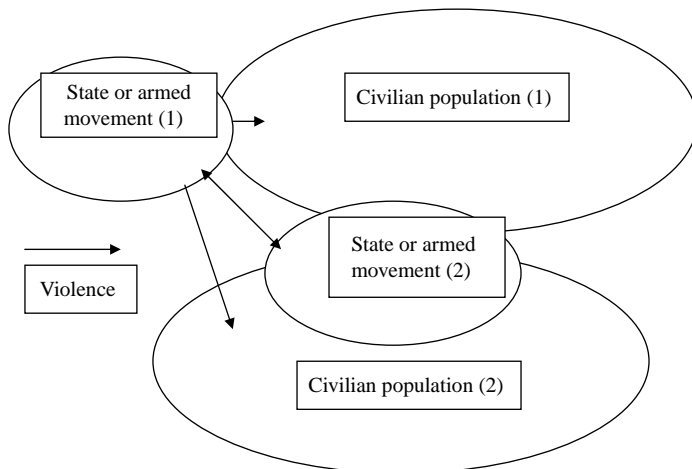 State or armed
movement (1)
Civilian population (1)
State or armed
movement (2)
Violence
Civilian population (2)